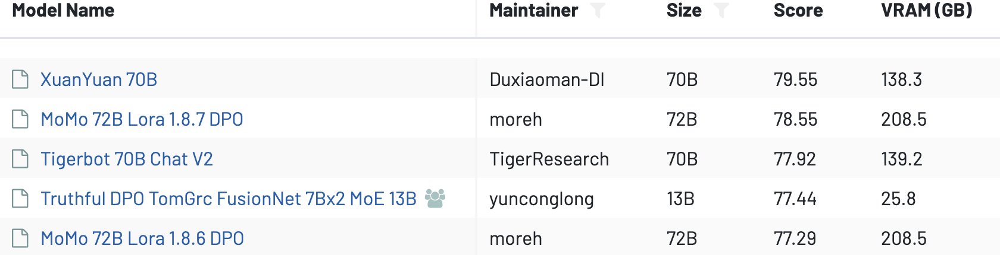 Model Name Maintainer Size Score VRAM (GB)
XuanYuan 70B Duxiaoman-DI 70B 79.55 138.3
MoMo 72B Lora 1.8.7 DPO moreh 72B 78.55 208.5
Tigerbot 70B Chat V2 TigerResearch 70B 77.92 139.2
Truthful DPO TomGrc FusionNet 7Bx2 MoE 13B yunconglong 13B 77.44 25.8
MoMo 72B Lora 1.8.6 DPO moreh 72B 77.29 208.5